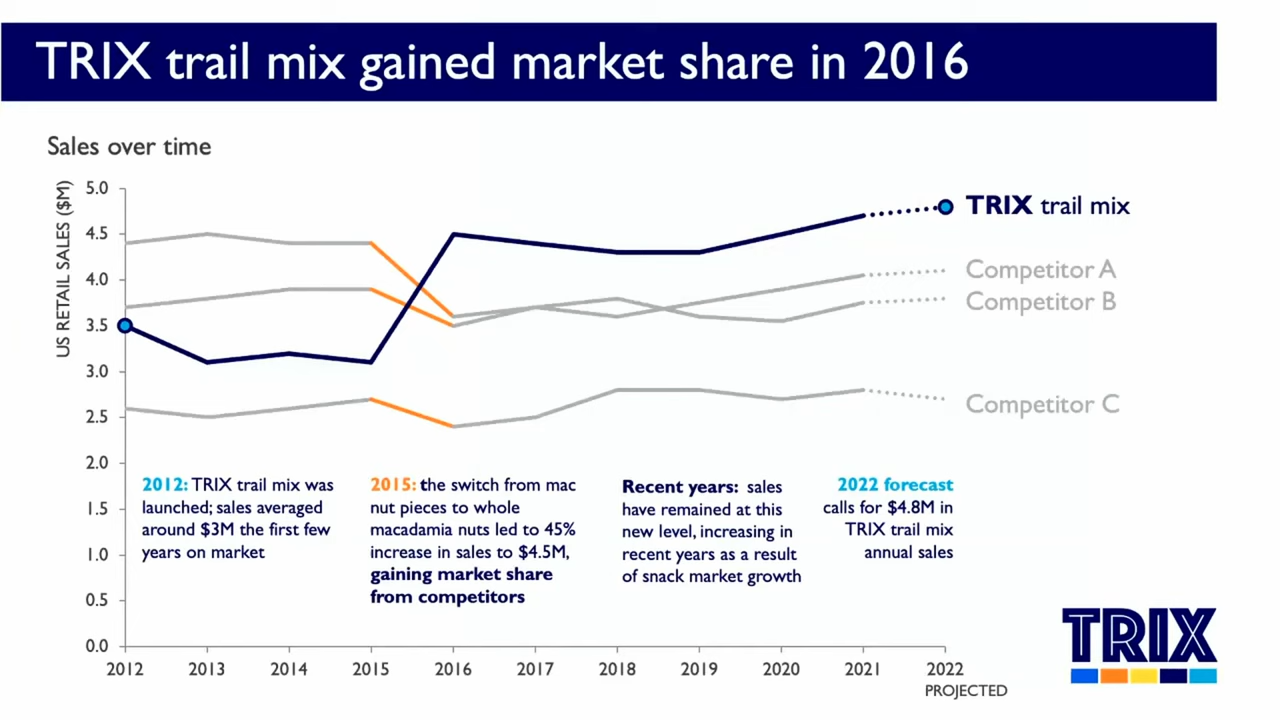 TRIX trail mix gained market share in 2016
Sales over time
US RETAIL SALES ($M)
5.0
4.5
4.0
3.5
3.0
2.5
2.0
1.5
1.0
0.5
0.0
TRIX trail mix
Competitor A
Competitor B
Competitor C
2012: TRIX trail mix was
launched; sales averaged
around $3M the first few
years on market
2015: the switch from mac
nut pieces to whole
macadamia nuts led to 45%
increase in sales to $4.5M,
gaining market share
from competitors
Recent years: sales
have remained at this
new level, increasing in
recent years as a result
of snack market growth
2022 forecast
calls for $4.8M in
TRIX trail mix
annual sales
2012 2013 2014 2015 2016 2017 2018 2019 2020 2021 2022
PROJECTED
TRIX